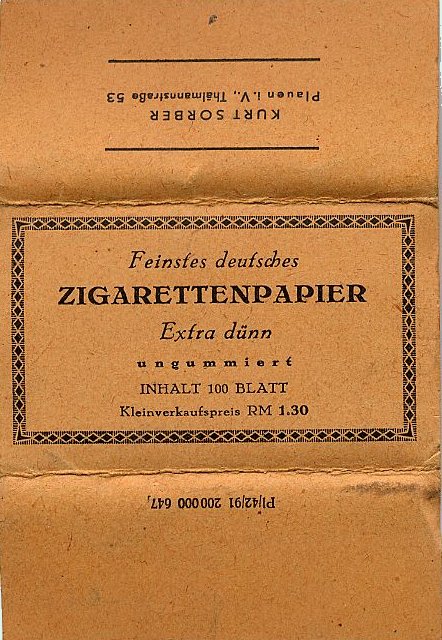 KURT SORBER
Plauen i. V., Thälmannstraße 53
Feinstes deutsches
ZIGARETTENPAPIER
Extra dünn
ungummiert
INHALT 100 BLATT
Kleinverkaufspreis RM 1.30
Pl/42/91 200000 647,